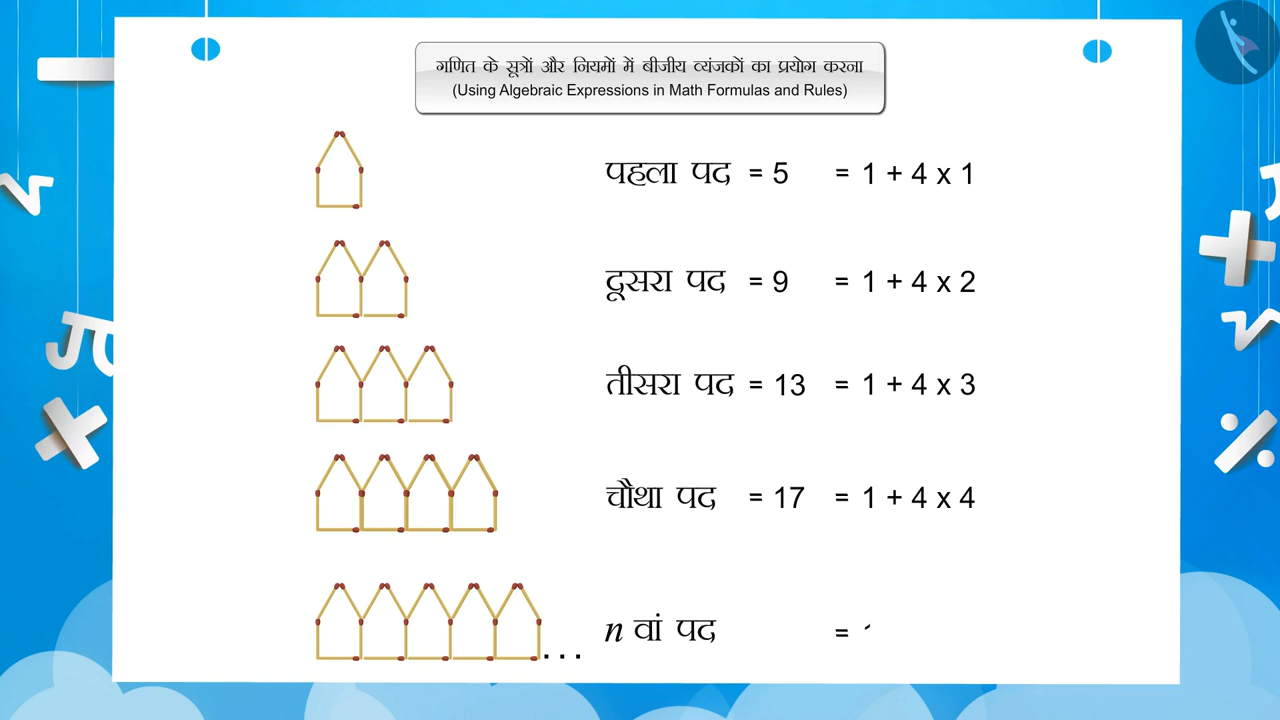 गणित के सूत्रों और नियमों में बीजीय व्यंजकों का प्रयोग करना
(Using Algebraic Expressions in Math Formulas and Rules)
पहला पद = 5 = 1 + 4 x 1
दूसरा पद = 9 = 1 + 4 x 2
तीसरा पद = 13 = 1 + 4 x 3
चौथा पद = 17 = 1 + 4 x 4
... n वां पद =